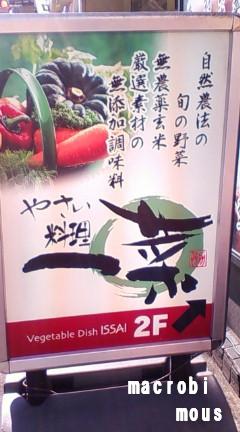 自然農法の
旬の野菜
無農薬玄米
厳選素材の
無添加調味料
やさい
料理
一菜
Vegetable Dish ISSAI 2F
macrobi
mous